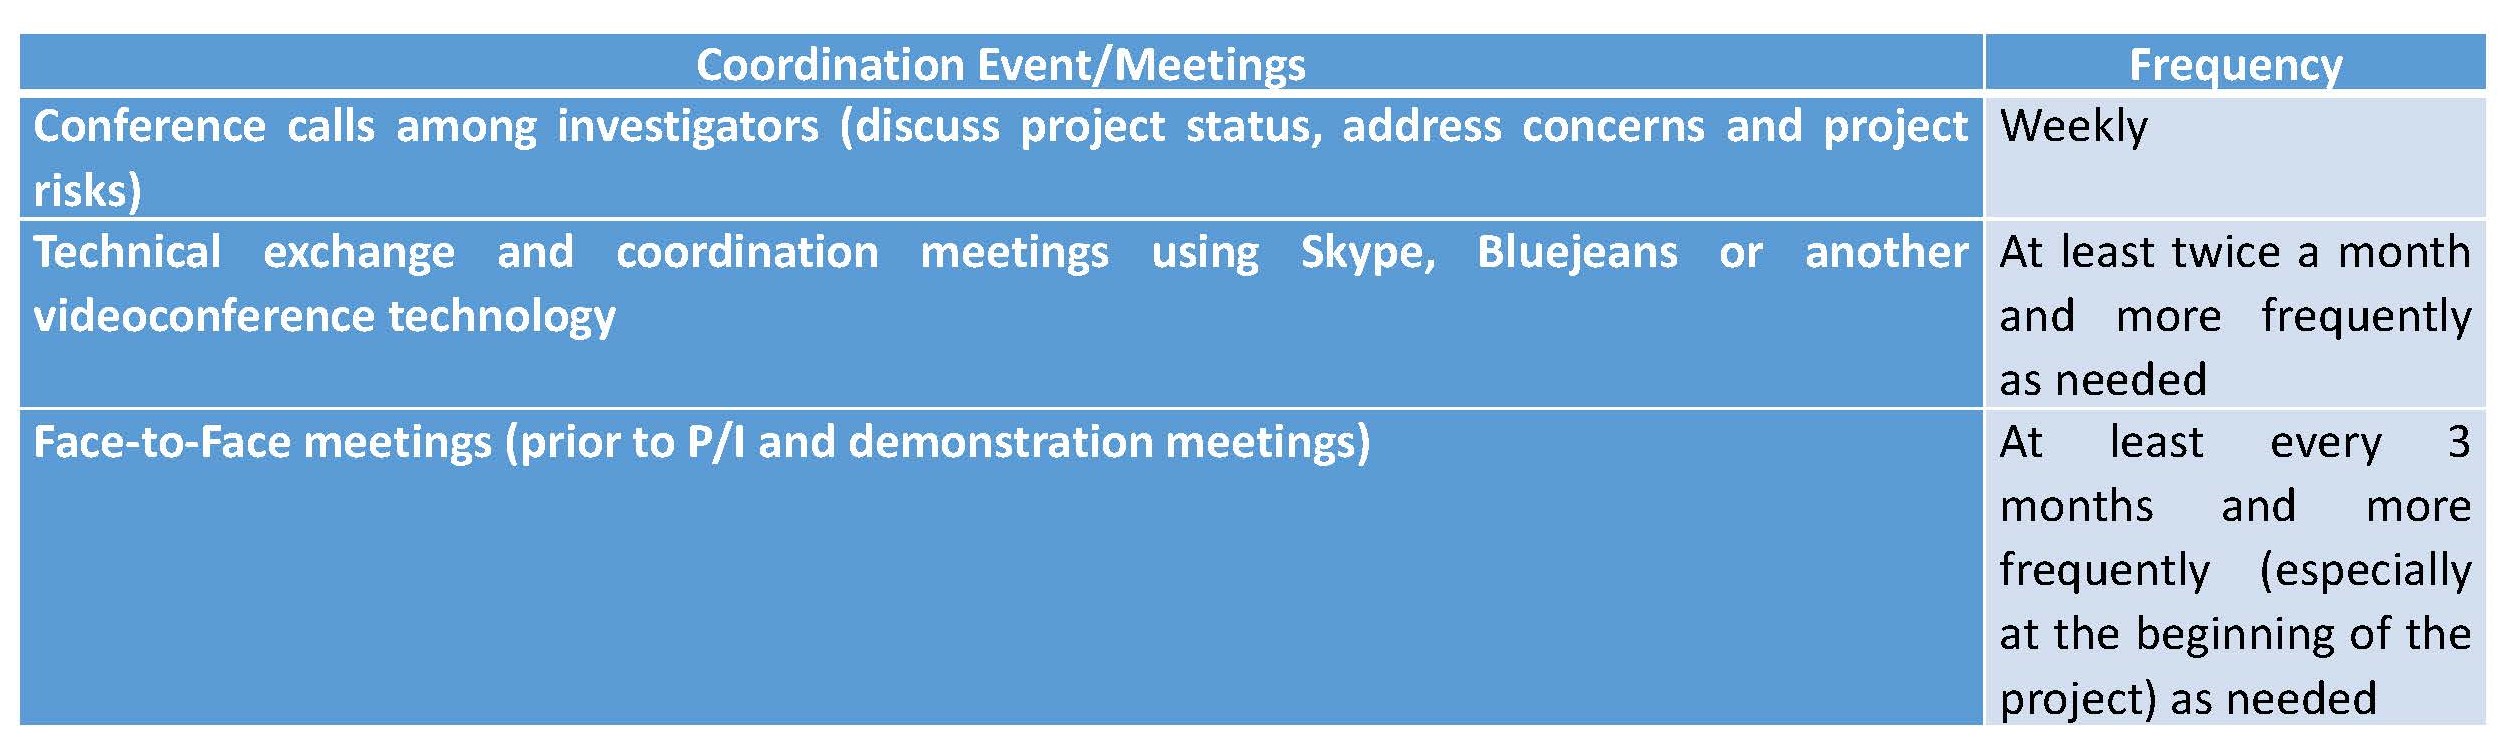 Coordination Event/Meetings
Frequency
Conference calls among investigators (discuss project status, address concerns and project
risks)
Weekly
Technical exchange and coordination meetings using Skype, Bluejeans or another
videoconference technology
At least twice a month
and more frequently
as needed
Face-to-Face meetings (prior to P/I and demonstration meetings)
At least every 3
months and more
frequently (especially
at the beginning of the
project) as needed